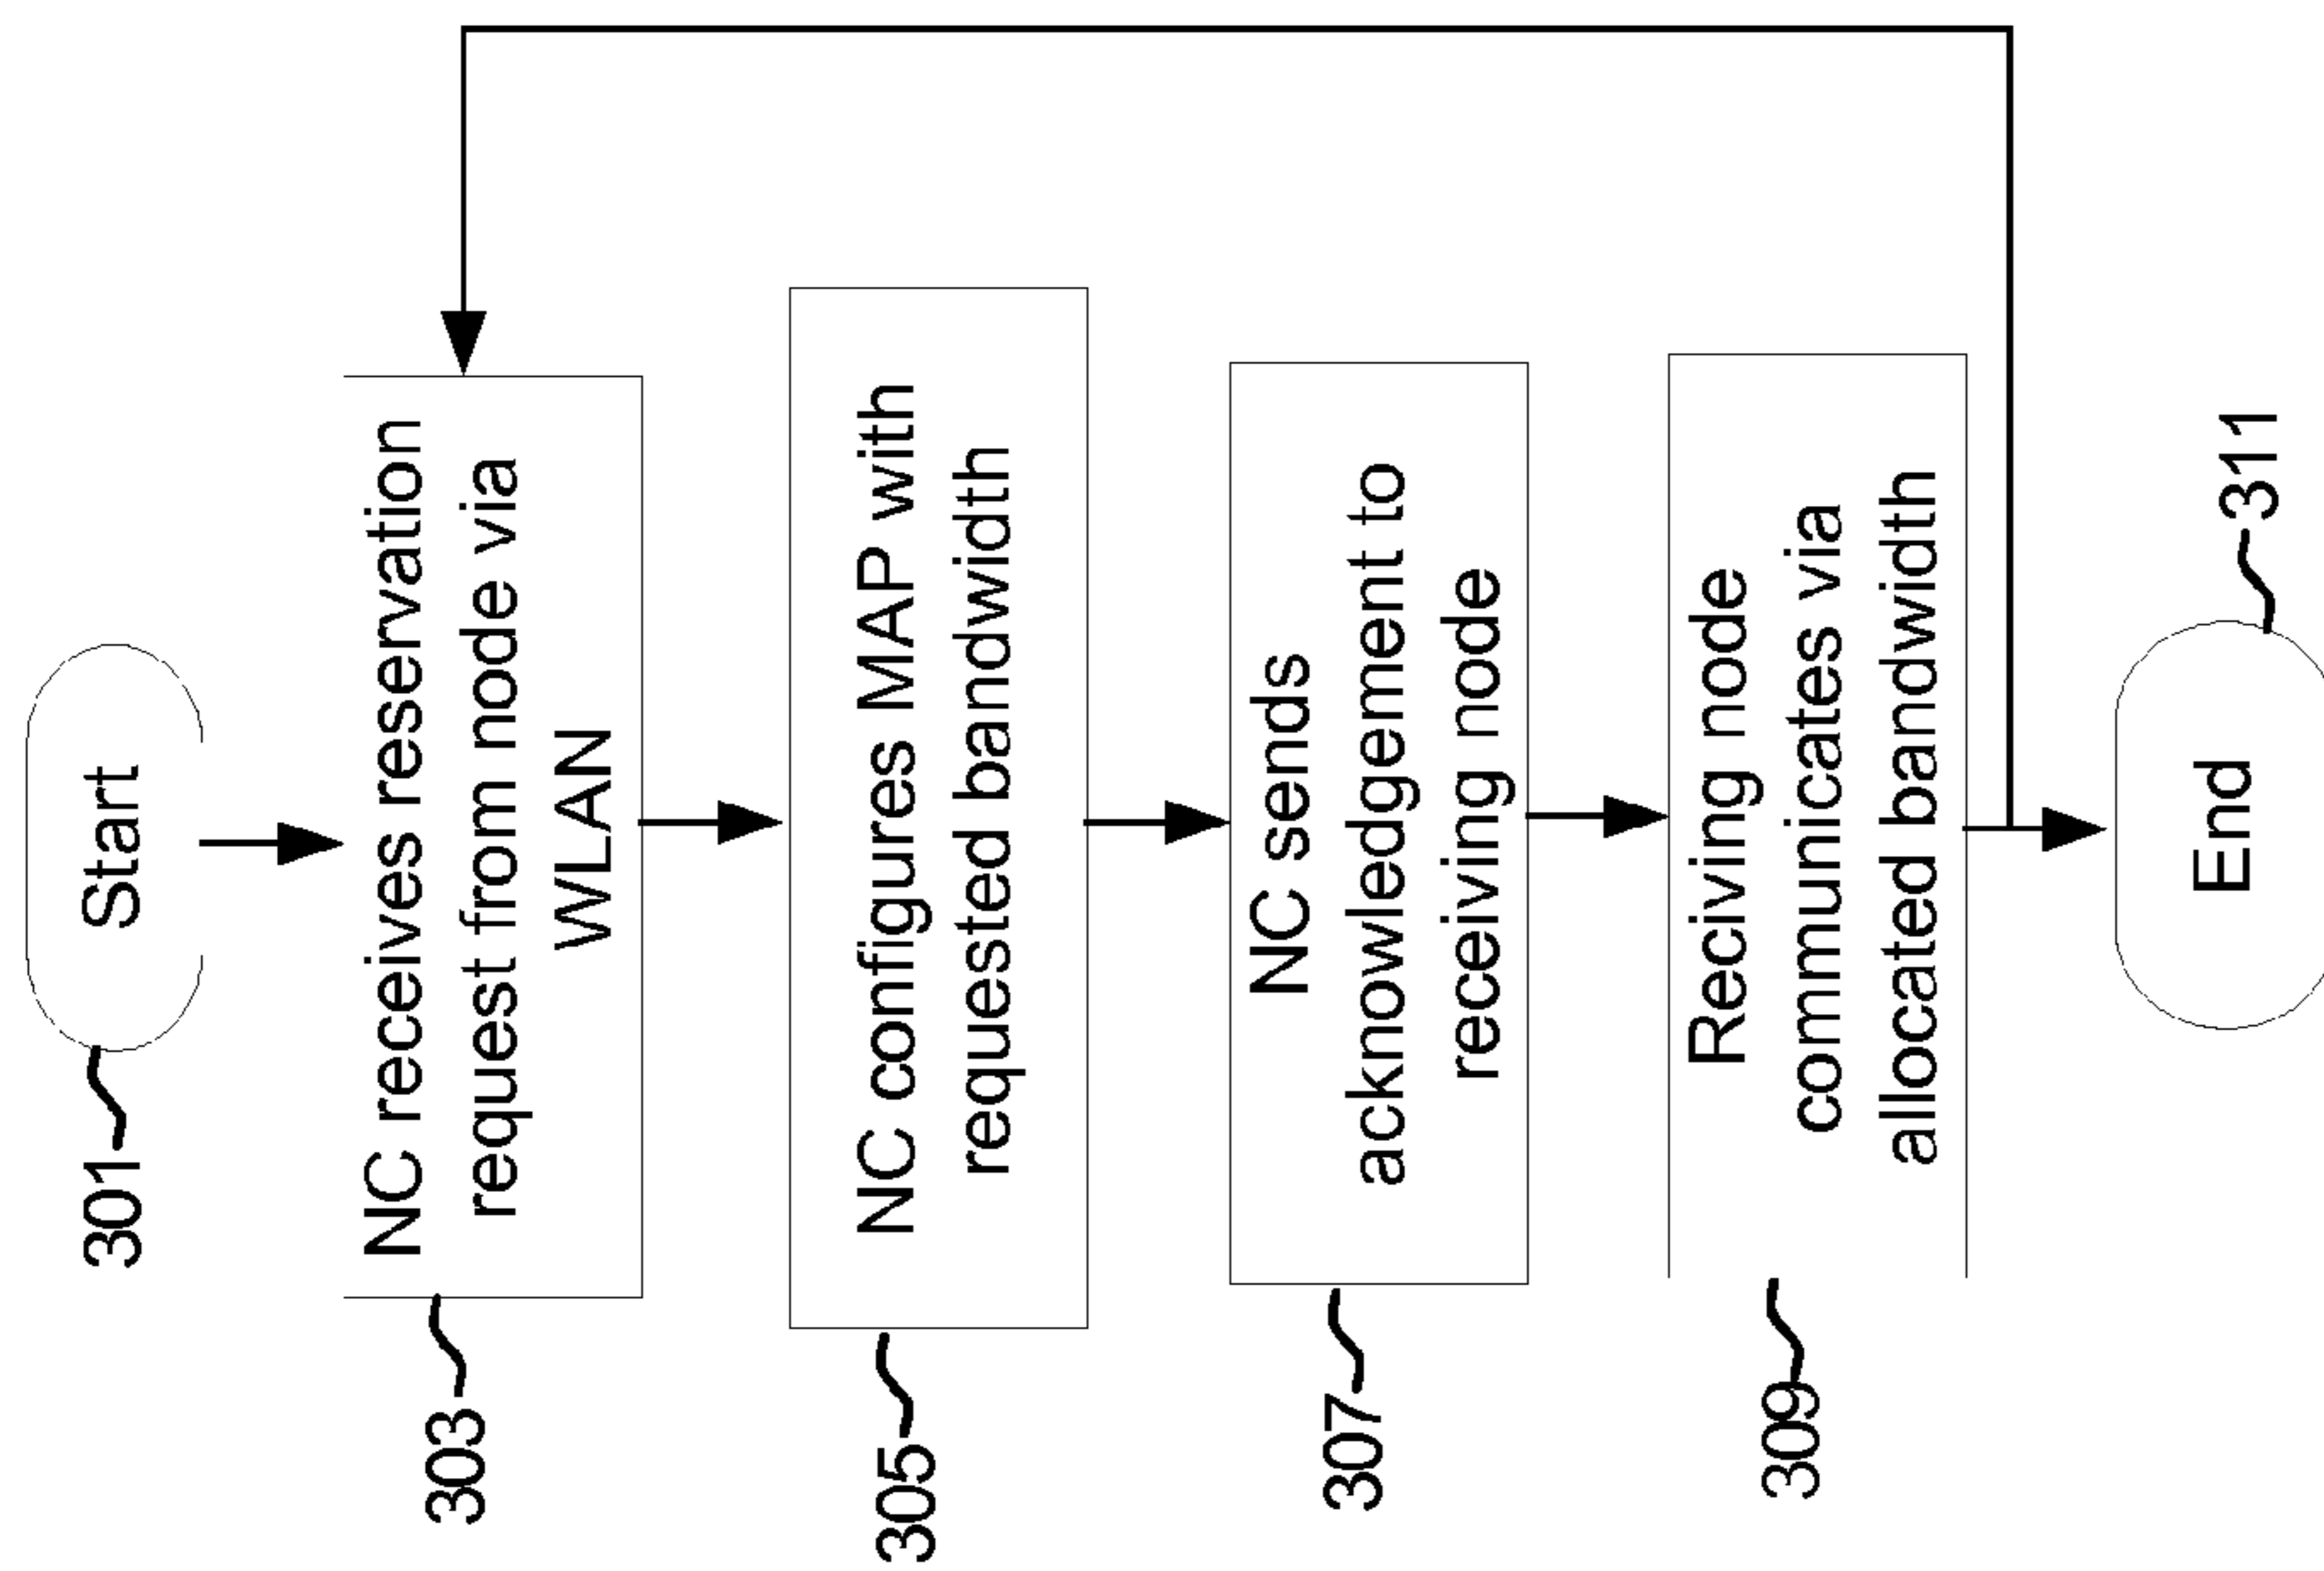 Start
301
NC receives reservation
request from node via
WLAN
303
NC configures MAP with
requested bandwidth
305
NC sends
acknowledgement to
receiving node
307
Reciving node
communicates via
allocated bandwidth
309
End
311